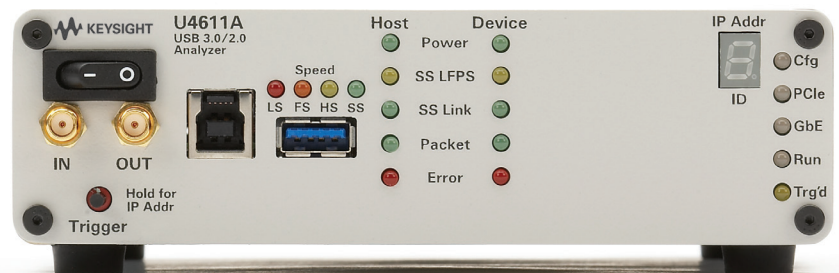 KEYSIGHT
U4611A
USB 3.0/2.0
Analyzer
Host Device
Power
SS LFPS
SS Link
Packet
Error
Speed
LS FS HS SS
IN OUT
Hold for
IP Addr
Trigger
IP Addr
ID
Cfg
PCIe
GbE
Run
Trg'd